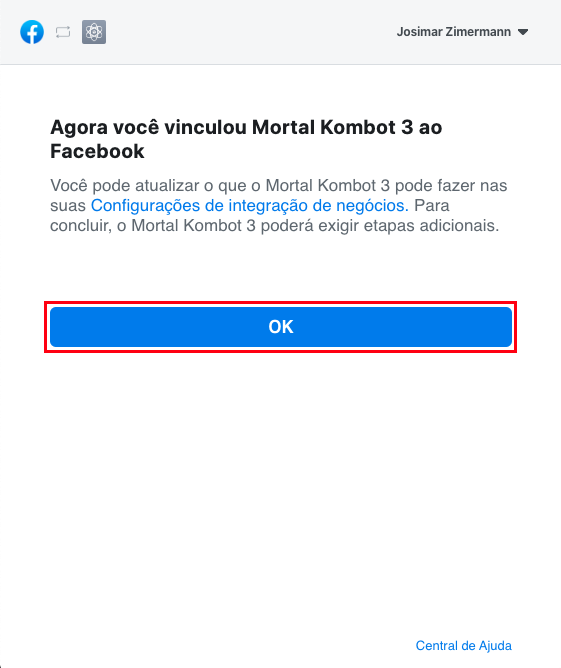 Josimar Zimermann
Agora você vinculou Mortal Kombot 3 ao
Facebook
Você pode atualizar o que o Mortal Kombot 3 pode fazer nas
suas Configurações de integração de negócios. Para
concluir, o Mortal Kombot 3 poderá exigir etapas adicionais.
OK
Central de Ajuda